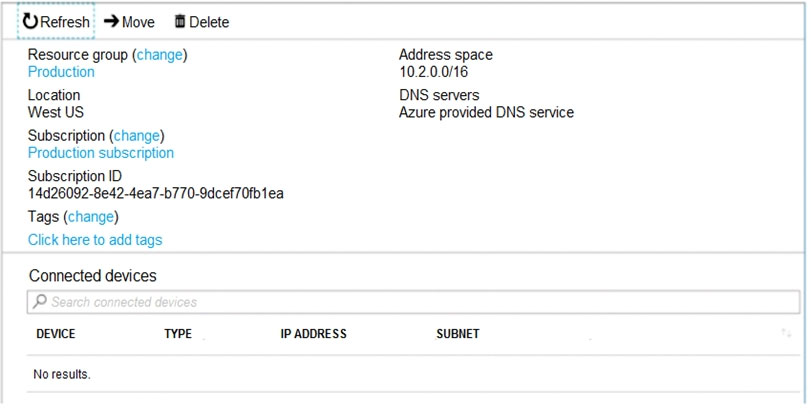 Refresh Move Delete
Resource group (change)
Production
Location
West US
Subscription (change)
Production subscription
Subscription ID
14d26092-8e42-4ea7-b770-9dcef70fb1ea
Tags (change)
Click here to add tags
Address space
10.2.0.0/16
DNS servers
Azure provided DNS service
Connected devices
Search connected devices
DEVICE TYPE IP ADDRESS SUBNET
No results.